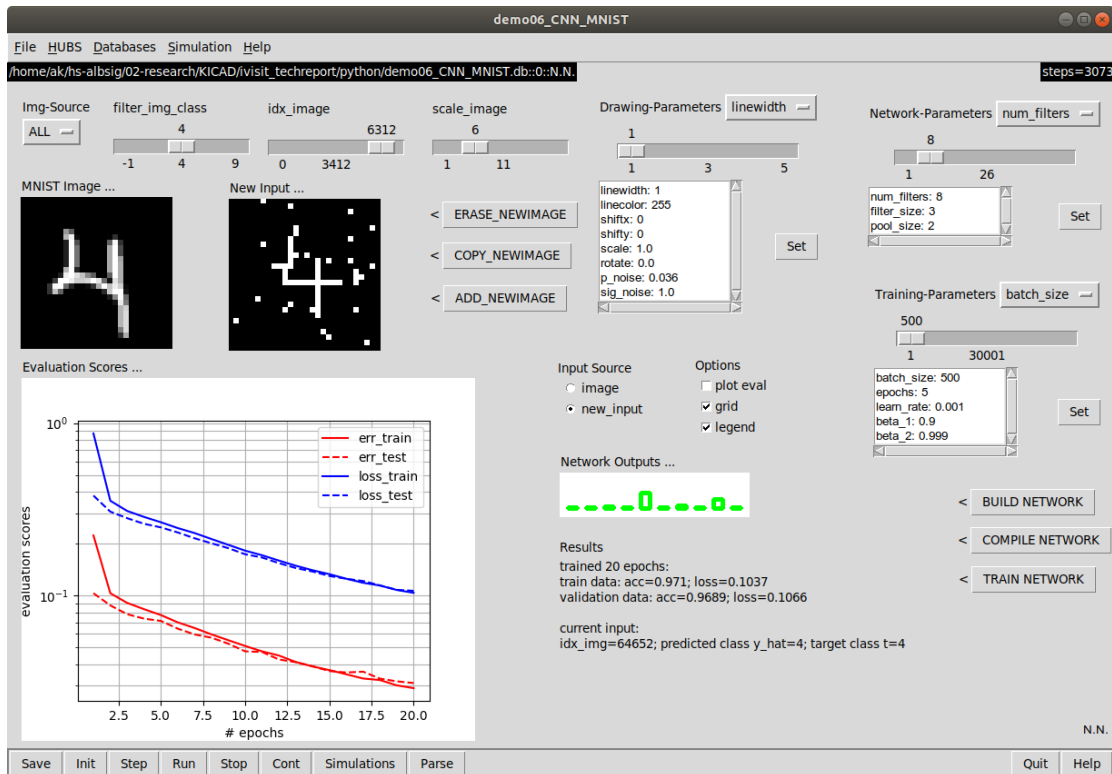 demo06_CNN_MNIST
File HUBS Databases Simulation Help
/home/ak/hs-albsig/02-research/KICAD/ivisit_techreport/python/demo06_CNN_MNIST.db::0::N.N. steps=3073
Img-Source filter_img_class idx_image scale_image Drawing-Parameters linewidth Network-Parameters num_filters
ALL 4 6312 6 1 8
-1 4 9 0 3412 1 11 1 3 5 1 26
MNIST Image ... New Input ...
< ERASE_NEWIMAGE
< COPY_NEWIMAGE
< ADD_NEWIMAGE
linewidth: 1
linecolor: 255
shiftx: 0
shifty: 0
scale: 1.0
rotate: 0.0
p_noise: 0.036
sig_noise: 1.0
Set
num_filters: 8
filter_size: 3
pool_size: 2
Set
Training-Parameters batch_size
500
1 30001
batch_size: 500
epochs: 5
learn_rate: 0.001
beta_1: 0.9
beta_2: 0.999
Set
Evaluation Scores ...
10^0
10^-1
evaluation scores
err_train
err_test
loss_train
loss_test
2.5 5.0 7.5 10.0 12.5 15.0 17.5 20.0
# epochs
Input Source
image
new_input
Options
plot eval
grid
legend
Network Outputs ...
Results
trained 20 epochs:
train data: acc=0.971; loss=0.1037
validation data: acc=0.9689; loss=0.1066
current input:
idx_img=64652; predicted class y_hat=4; target class t=4
< BUILD NETWORK
< COMPILE NETWORK
< TRAIN NETWORK
N.N.
Save Init Step Run Stop Cont Simulations Parse Quit Help